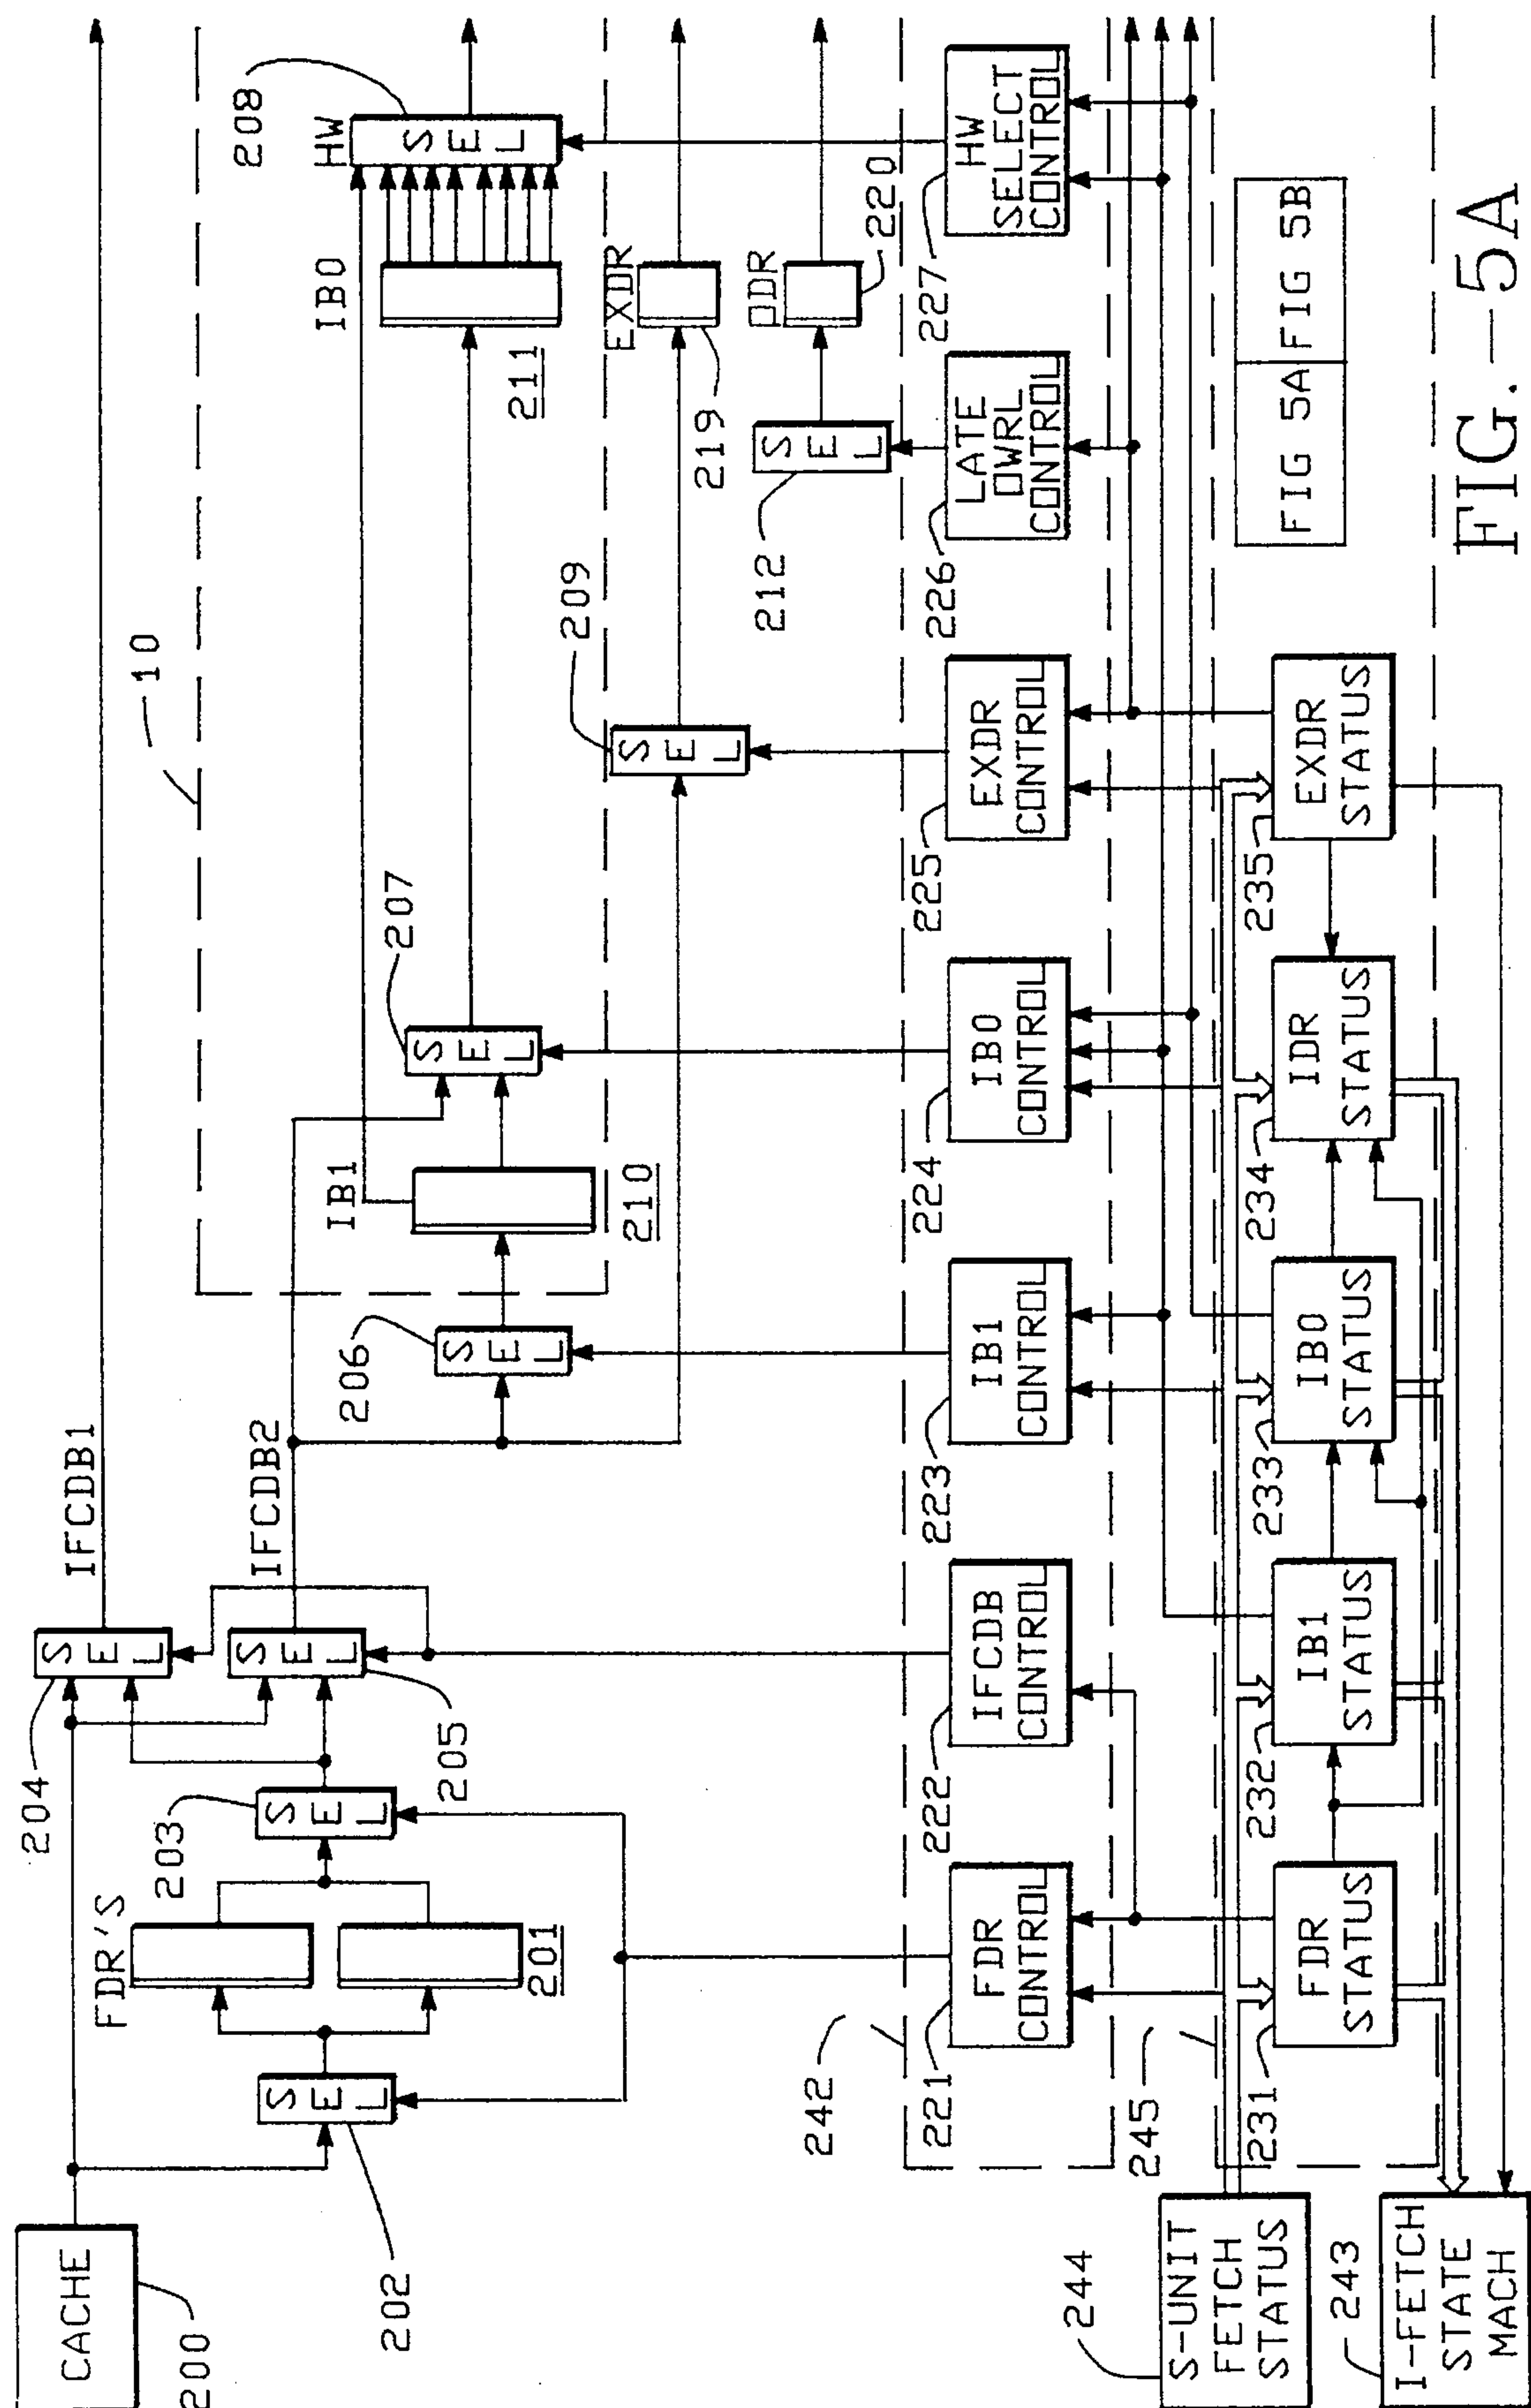 CACHE
200
202
SEL
FDR'S
201
203
SEL
204
SEL
205
SEL
IFCDB1
IFCDB2
206
SEL
IB1
210
207
SEL
10
209
SEL
IB0
211
HW
208
SEL
EXDR
219
212
SEL
ODR
220
242
221
FDR
CONTROL
222
IFCDB
CONTROL
223
IB1
CONTROL
224
IB0
CONTROL
225
EXDR
CONTROL
226
LATE
OWRL
CONTROL
227
HW
SELECT
CONTROL
245
231
FDR
STATUS
232
IB1
STATUS
233
IB0
STATUS
234
IDR
STATUS
235
EXDR
STATUS
244
S-UNIT
FETCH
STATUS
243
I-FETCH
STATE
MACH
FIG 5A
FIG 5B
FIG.-5A